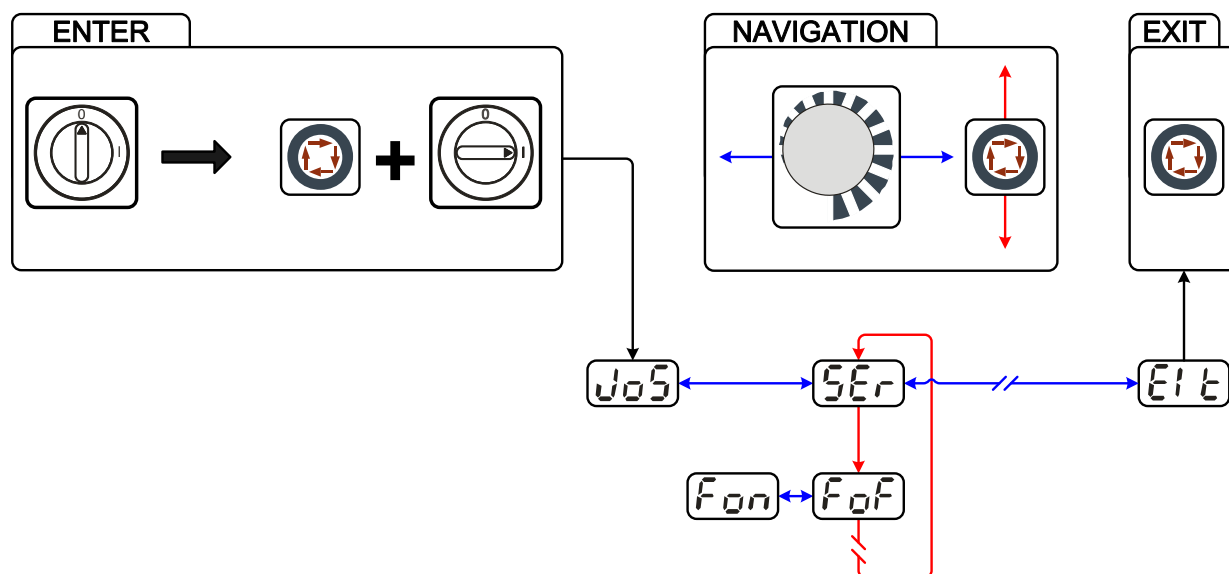 ENTER
NAVIGATION
EXIT
0
I
0
I
JoS
SEr
EIt
Fon
FoF